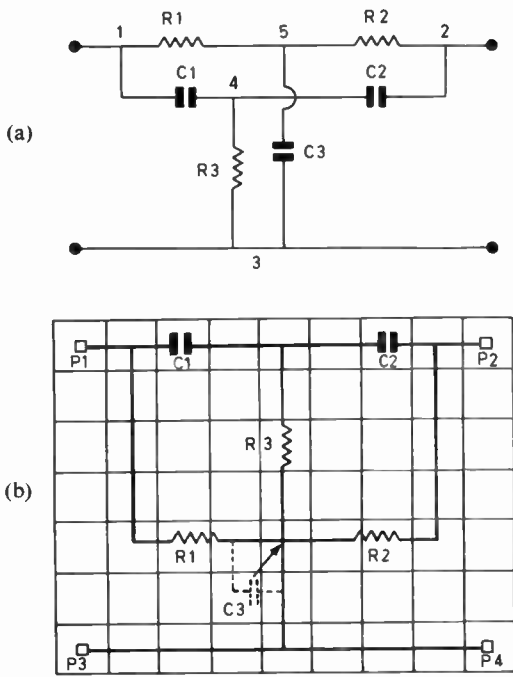 R1 R2
1 5 2
C1 4 C2
(a)
R3 C3
3
P1 C1 C2 P2
R3
(b)
R1 R2
C3
P3 P4